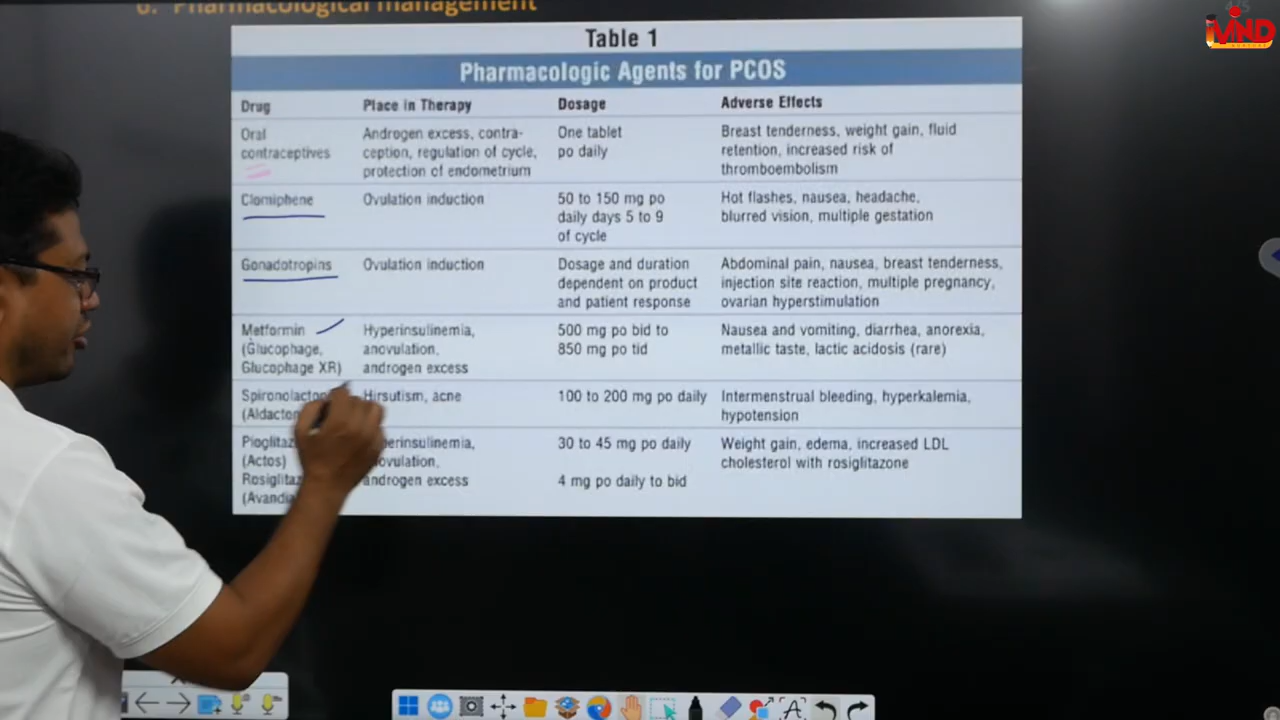 6. Pharmacological management
Table 1
Pharmacologic Agents for PCOS
Drug Place in Therapy Dosage Adverse Effects
Oral contraceptives
Androgen excess, contra-
ception, regulation of cycle,
protection of endometrium
One tablet
po daily
Breast tenderness, weight gain, fluid
retention, increased risk of
thromboembolism
Clomiphene
Ovulation induction
50 to 150 mg po
daily days 5 to 9
of cycle
Hot flashes, nausea, headache,
blurred vision, multiple gestation
Gonadotropins
Ovulation induction
Dosage and duration
dependent on product
and patient response
Abdominal pain, nausea, breast tenderness,
injection site reaction, multiple pregnancy,
ovarian hyperstimulation
Metformin
(Glucophage,
Glucophage XR)
Hyperinsulinemia,
anovulation,
androgen excess
500 mg po bid to
850 mg po tid
Nausea and vomiting, diarrhea, anorexia,
metallic taste, lactic acidosis (rare)
Hirsutism, acne
100 to 200 mg po daily
Intermenstrual bleeding, hyperkalemia,
hypotension
(Actos)
androgen excess
30 to 45 mg po daily
4 mg po daily to bid
Weight gain, edema, increased LDL
cholesterol with rosiglitazone